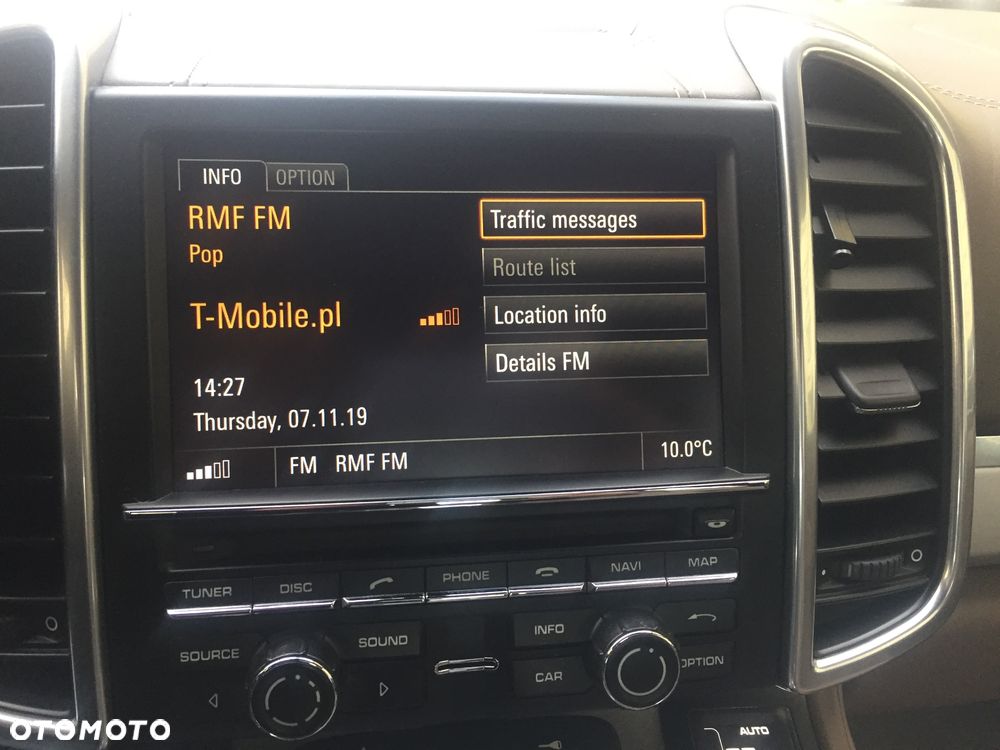 INFO OPTION
RMF FM
Pop
T-Mobile.pl
14:27
Thursday, 07.11.19
Traffic messages
Route list
Location info
Details FM
FM RMF FM 10.0°C
TUNER DISC PHONE NAVI MAP
SOURCE SOUND INFO
CAR OPTION
AUTO
OTOMOTO